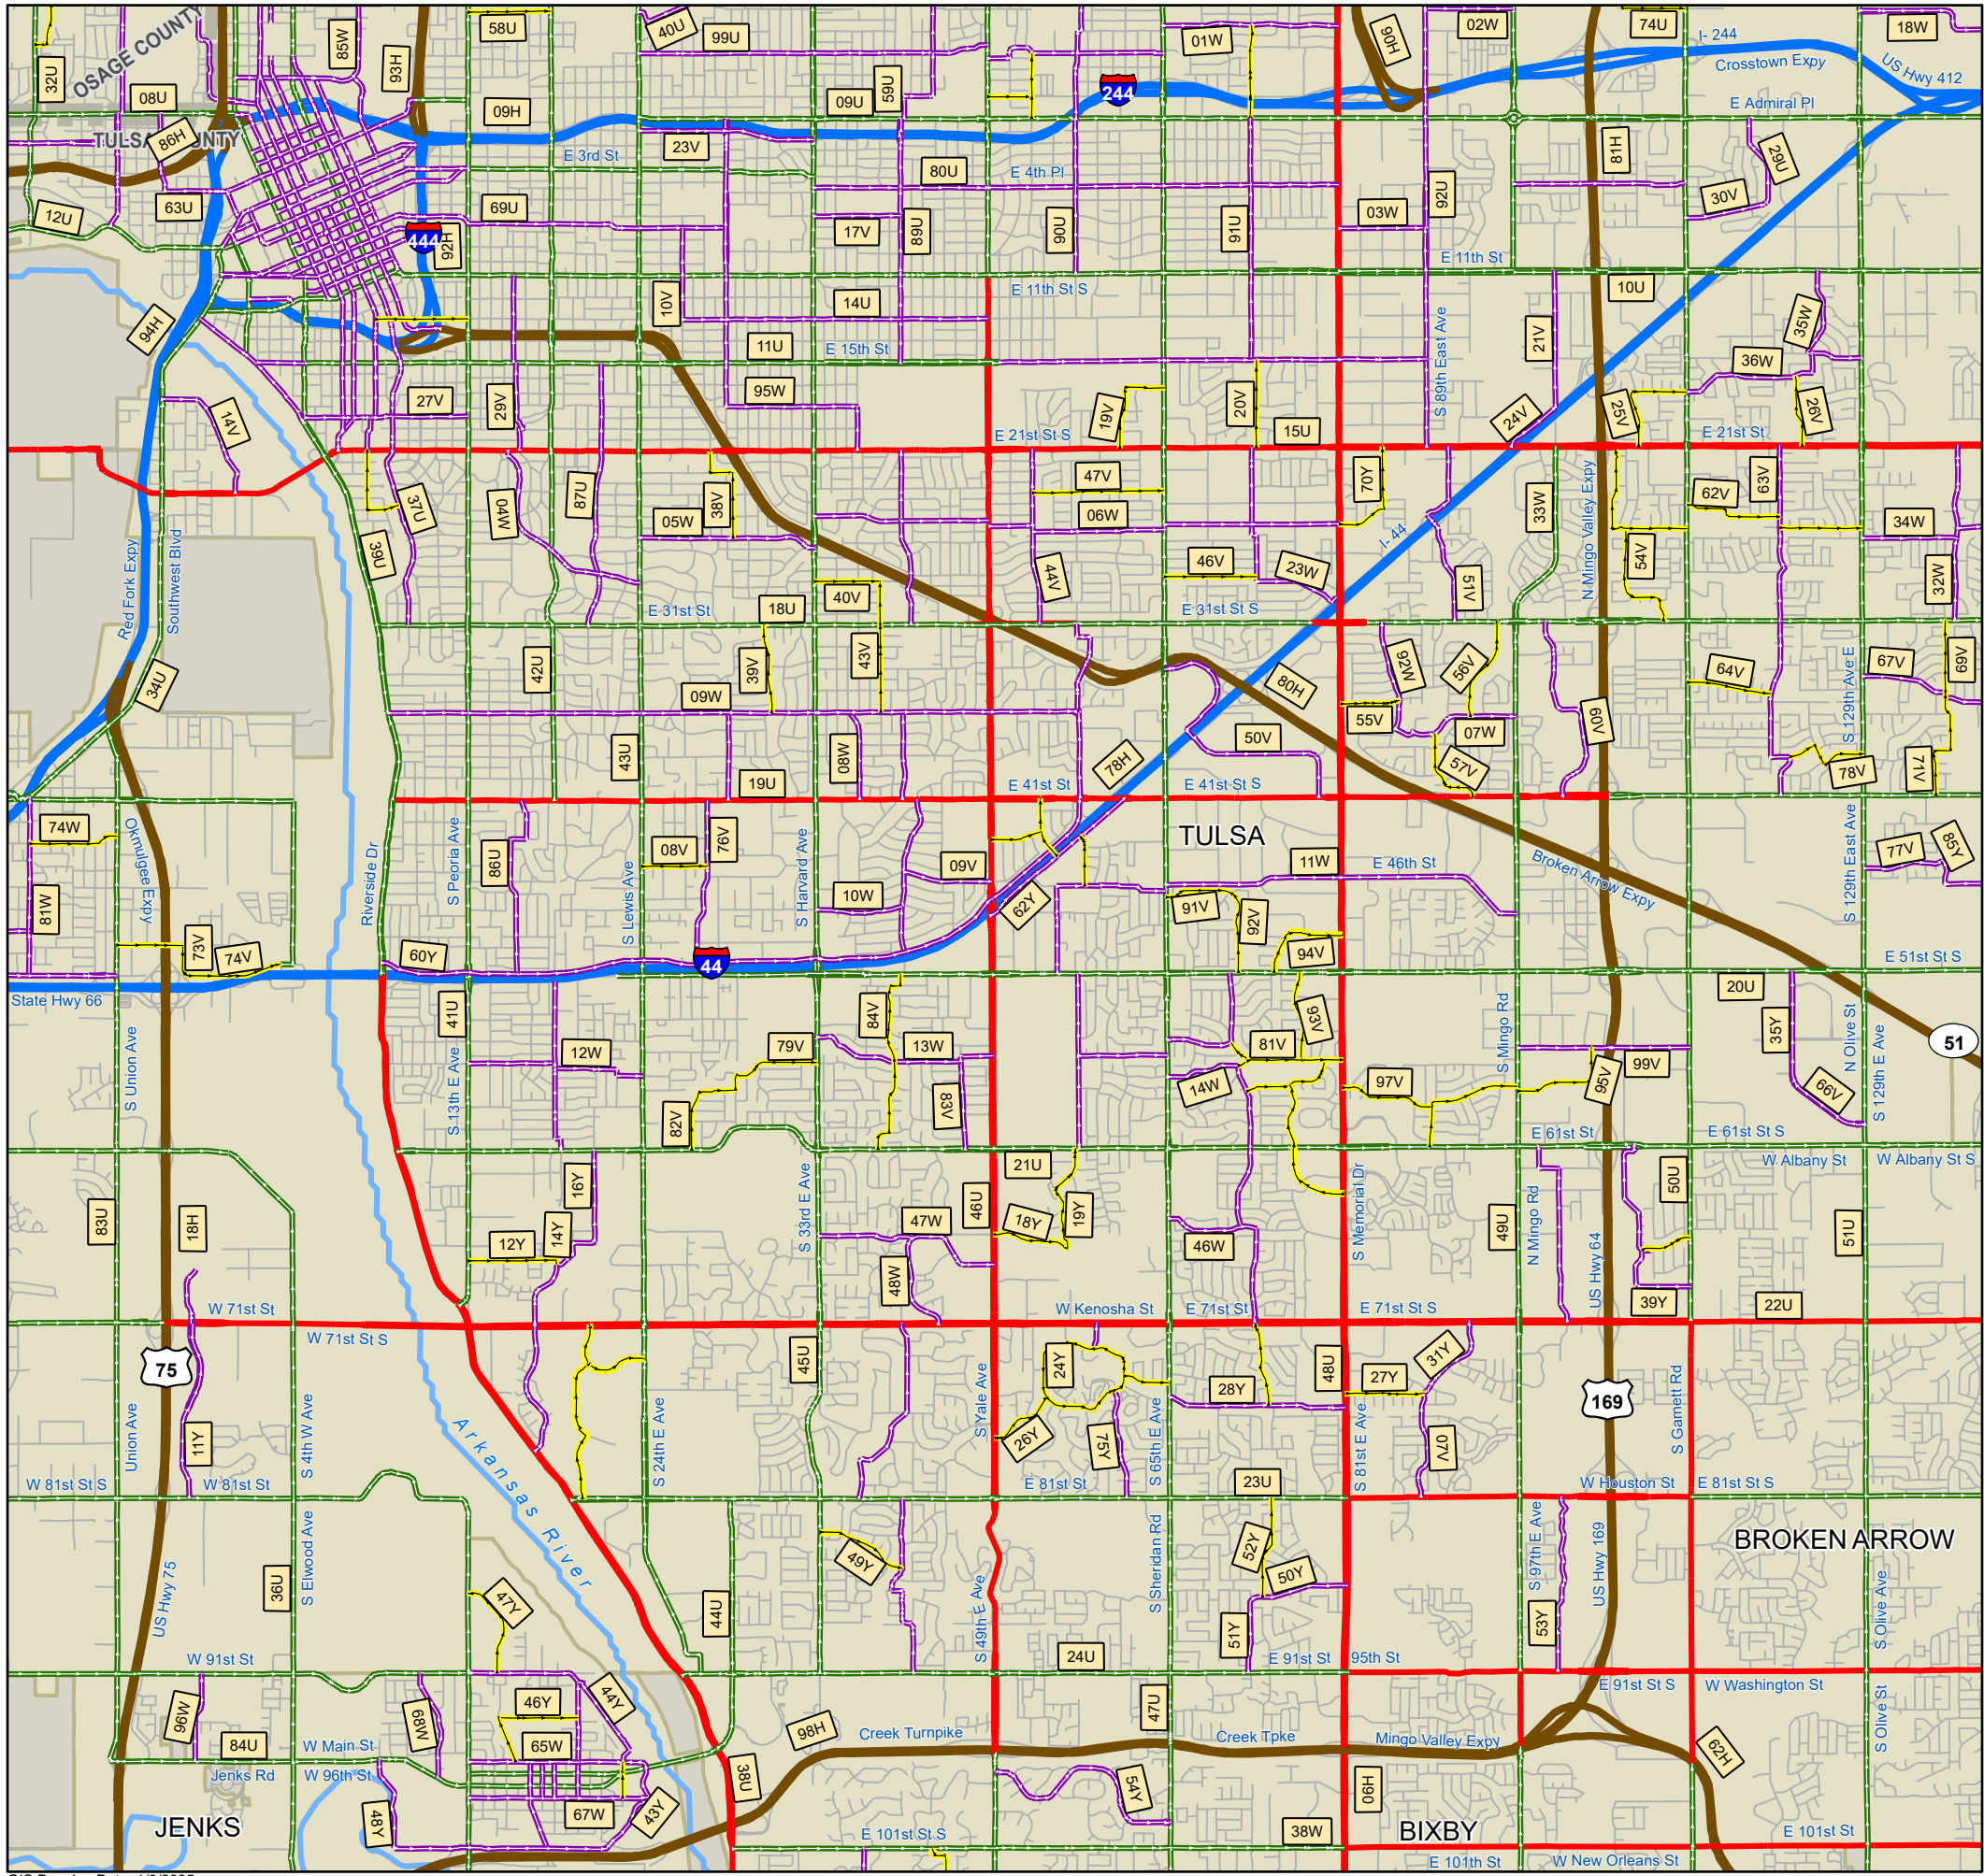 58U
40U
99U
01W
90H
02W
74U
18W
85W
93H
32U
OSAGE COUNTY
I- 244
Crosstown Expy
US Hwy 412
08U
09H
09U
59U
244
E Admiral Pl
86H
E 3rd St
23V
80U
E 4th Pl
81H
29U
30V
12U
63U
69U
17V
89U
90U
91U
03W
92U
444
92H
E 11th St
10V
14U
E 11th St S
10U
94H
11U
E 15th St
S 89th East Ave
21V
35W
36W
27V
29V
95W
19V
20V
14V
E 21st St S
15U
24V
25V
26V
E 21st St
37U
04W
87U
05W
38V
47V
06W
70Y
33W
N Mingo Valley Expy
62V
63V
34W
39U
I- 44
Red Fork Expy
Southwest Blvd
44V
46V
23W
51V
54V
32W
E 31st St
18U
40V
E 31st St S
34U
42U
39V
43V
09W
80H
92W
56V
64V
S 129th Ave E
67V
69V
55V
07W
60V
43U
08W
78H
50V
57V
78V
71V
19U
E 41st St
E 41st St S
74W
Okmulgee Expy
S Peoria Ave
86U
08V
76V
S Harvard Ave
09V
TULSA
11W
E 46th St
Broken Arrow Expy
S 129th East Ave
77V
85Y
81W
Riverside Dr
S Lewis Ave
10W
62Y
91V
92V
73V
74V
60Y
44
94V
E 51st St S
State Hwy 66
20U
S Union Ave
41U
84V
93V
S Mingo Rd
35Y
N Olive St
51
12W
79V
13W
81V
99V
S 129th E Ave
S 13th E Ave
82V
83V
14W
97V
95V
66V
E 61st St
E 61st St S
21U
W Albany St
W Albany St S
83U
18H
16Y
S 33rd E Ave
46U
18Y
19Y
S Memorial Dr
49U
N Mingo Rd
50U
51U
12Y
14Y
47W
46W
US Hwy 64
48W
W 71st St
W Kenosha St
E 71st St
E 71st St S
39Y
22U
W 71st St S
75
45U
24Y
48U
31Y
27Y
28Y
169
S Garnett Rd
Union Ave
11Y
S 4th W Ave
Arkansas River
S 24th E Ave
S Yale Ave
26Y
75Y
S 65th E Ave
S 81st E Ave
97V
W 81st St S
W 81st St
E 81st St
23U
W Houston St
E 81st St S
S Elwood Ave
49Y
S Sheridan Rd
52Y
S 97th E Ave
US Hwy 169
BROKEN ARROW
US Hwy 75
36U
47Y
44U
S 49th E Ave
50Y
51Y
53Y
S Olive Ave
W 91st St
24U
E 91st St
95th St
E 91st St S
W Washington St
96W
68W
46Y
44Y
47U
84U
W Main St
65W
98H
Creek Turnpike
Creek Tpke
Mingo Valley Expy
62H
S Olive St
Jenks Rd
W 96th St
38U
54Y
90H
JENKS
48Y
67W
43Y
E 101st St S
38W
BIXBY
E 101st St
E 101th St
W New Orleans St